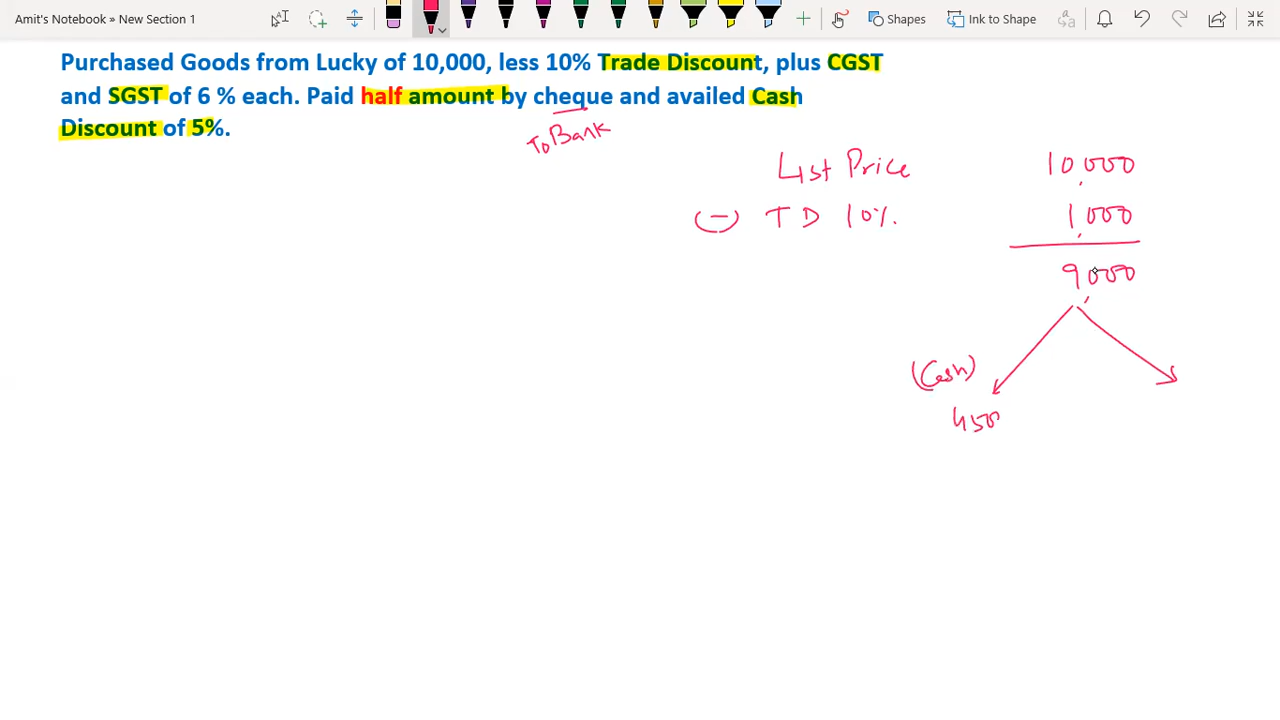 Amit's Notebook » New Section 1
Shapes
Ink to Shape
Purchased Goods from Lucky of 10,000, less 10% Trade Discount, plus CGST
and SGST of 6 % each. Paid half amount by cheque and availed Cash
Discount of 5%.
To Bank
List Price 10,000
(-) TD 10% 1,000
9,000
(Cash)
4500